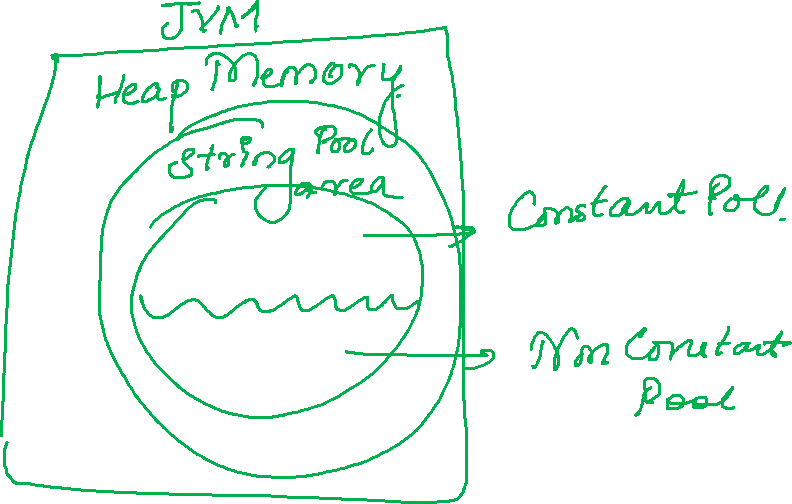 JVM
Heap Memory
String Pool
area
Constant Pool.
Non Constant
Pool